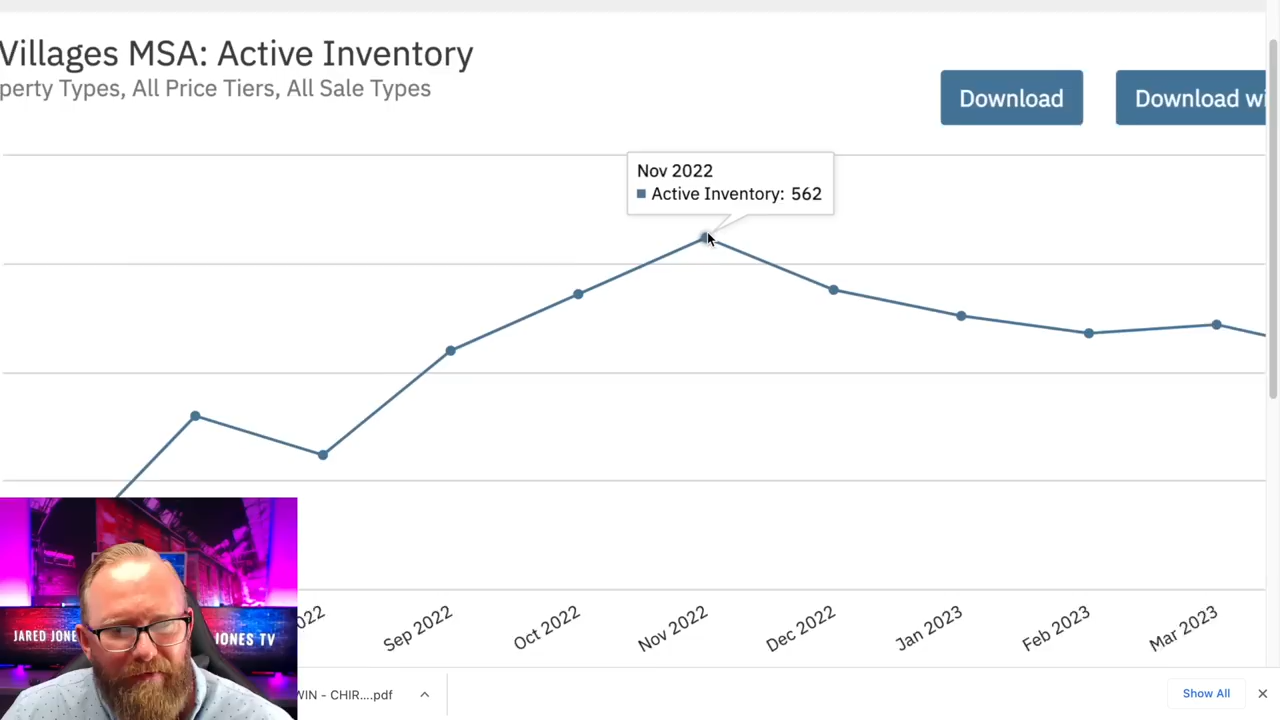 Villages MSA: Active Inventory
perty Types, All Price Tiers, All Sale Types
Download
Download wi
Nov 2022
Active Inventory: 562
022
Sep 2022
Oct 2022
Nov 2022
Dec 2022
Jan 2023
Feb 2023
Mar 2023
JARED JONE
JONES TV
WIN - CHIR....pdf
Show All